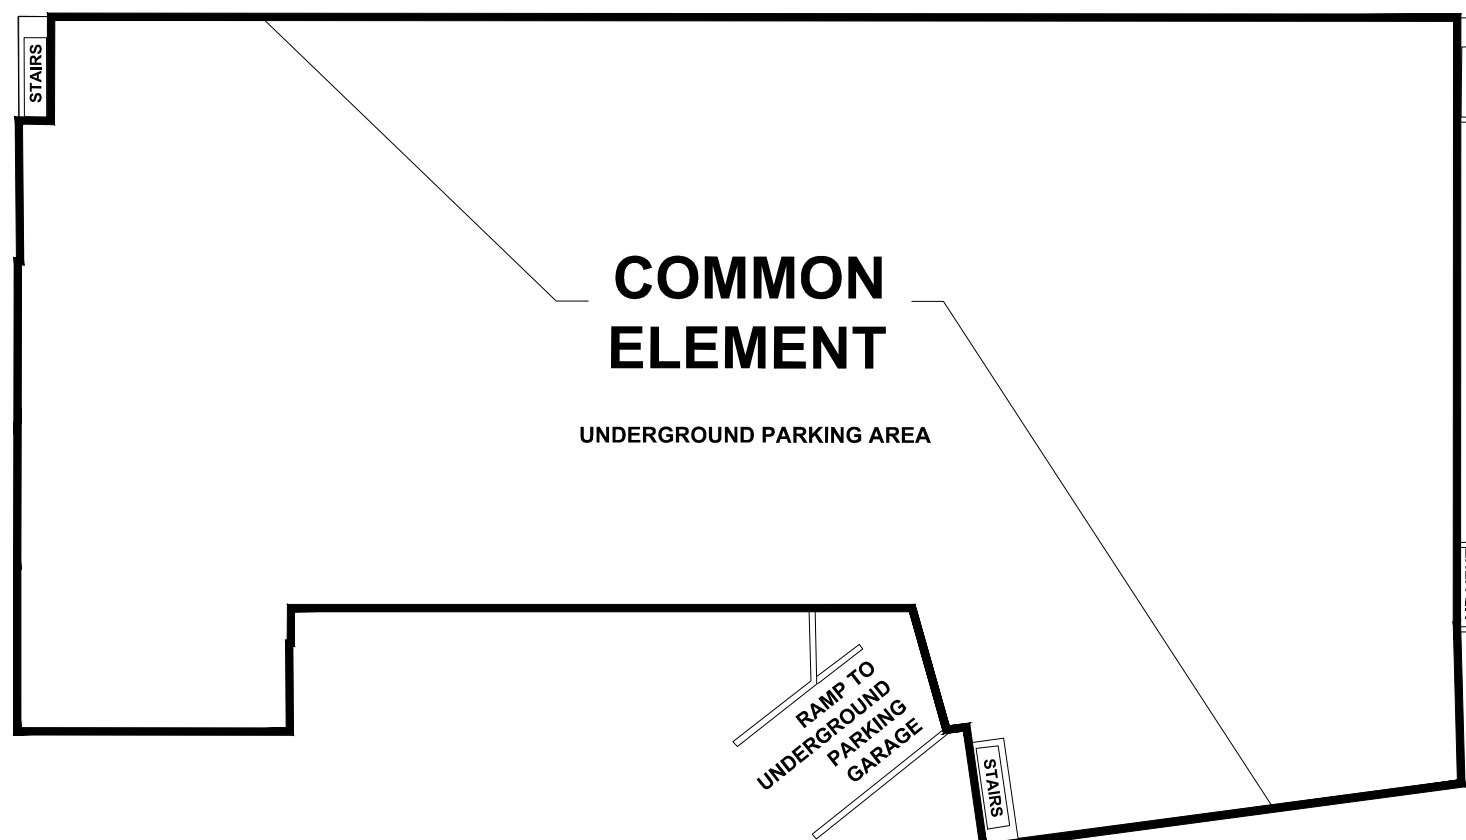 STAIRS
COMMON
ELEMENT
UNDERGROUND PARKING AREA
RAMP TO
UNDERGROUND
PARKING
GARAGE
STAIRS